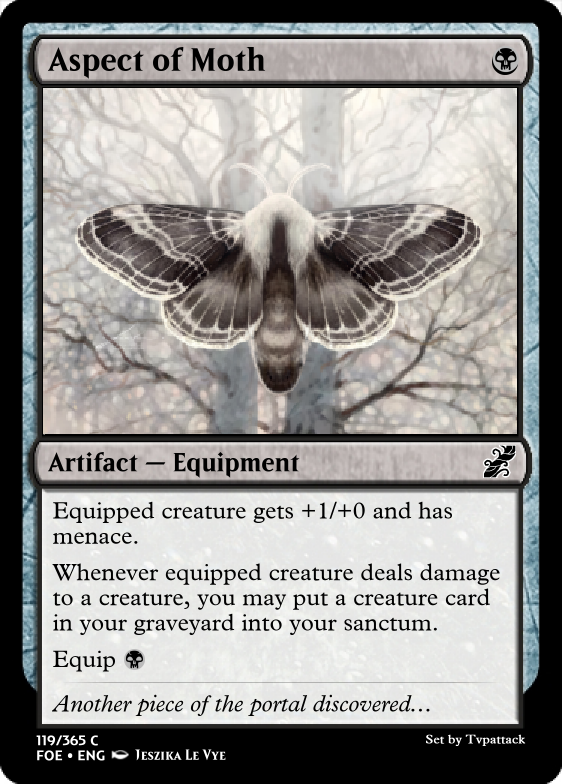 Aspect of Moth
Artifact — Equipment
Equipped creature gets +1/+0 and has
menace.
Whenever equipped creature deals damage
to a creature, you may put a creature card
in your graveyard into your sanctum.
Equip
Another piece of the portal discovered…
119/365 C
Set by Tvpattack
FOE • ENG Jeszika Le Vye